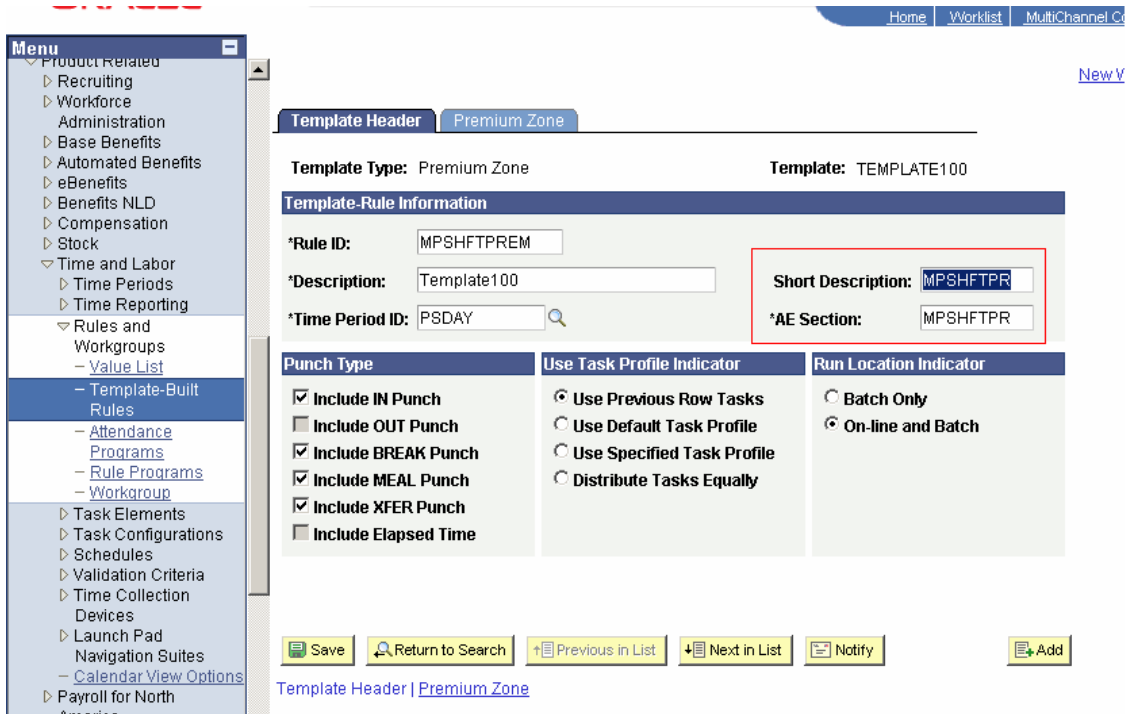 Home Worklist MultiChannel C
Menu
Product Related
Recruiting
Workforce
Administration
Base Benefits
Automated Benefits
eBenefits
Benefits NLD
Compensation
Stock
Time and Labor
Time Periods
Time Reporting
Rules and
Workgroups
Value List
Template-Built
Rules
Attendance
Programs
Rule Programs
Workgroup
Task Elements
Task Configurations
Schedules
Validation Criteria
Time Collection
Devices
Launch Pad
Navigation Suites
Calendar View Options
Payroll for North
New
Template Header Premium Zone
Template Type: Premium Zone Template: TEMPLATE100
Template-Rule Information
*Rule ID: MPSHFTPREM
*Description: Template100 Short Description: MPSHFTPR
*Time Period ID: PSDAY *AE Section: MPSHFTPR
Punch Type Use Task Profile Indicator Run Location Indicator
Include IN Punch Use Previous Row Tasks Batch Only
Include OUT Punch Use Default Task Profile On-line and Batch
Include BREAK Punch Use Specified Task Profile
Include MEAL Punch Distribute Tasks Equally
Include XFER Punch
Include Elapsed Time
Save Return to Search Previous in List Next in List Notify Add
Template Header | Premium Zone